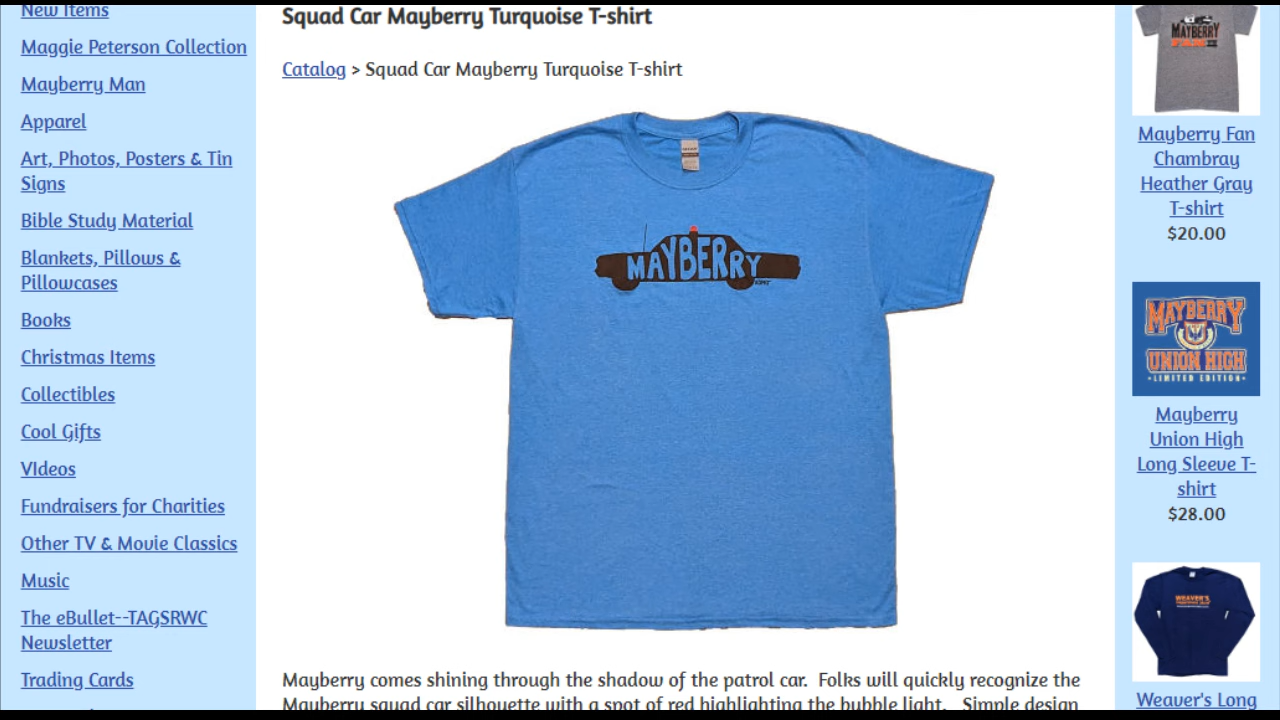 New Items
Maggie Peterson Collection
Mayberry Man
Apparel
Art, Photos, Posters & Tin
Signs
Bible Study Material
Blankets, Pillows &
Pillowcases
Books
Christmas Items
Collectibles
Cool Gifts
VIdeos
Fundraisers for Charities
Other TV & Movie Classics
Music
The eBullet--TAGSRWC
Newsletter
Trading Cards
Squad Car Mayberry Turquoise T-shirt
Catalog > Squad Car Mayberry Turquoise T-shirt
MAYBERRY
Mayberry comes shining through the shadow of the patrol car.  Folks will quickly recognize the
Mayberry squad car silhouette with a spot of red highlighting the bubble light.   Simple design
MAYBERRY
Mayberry Fan
Chambray
Heather Gray
T-shirt
$20.00
MAYBERRY
UNION HIGH
•LIMITED EDITION•
Mayberry
Union High
Long Sleeve T-
shirt
$28.00
WEAVER'S
Weaver's Long